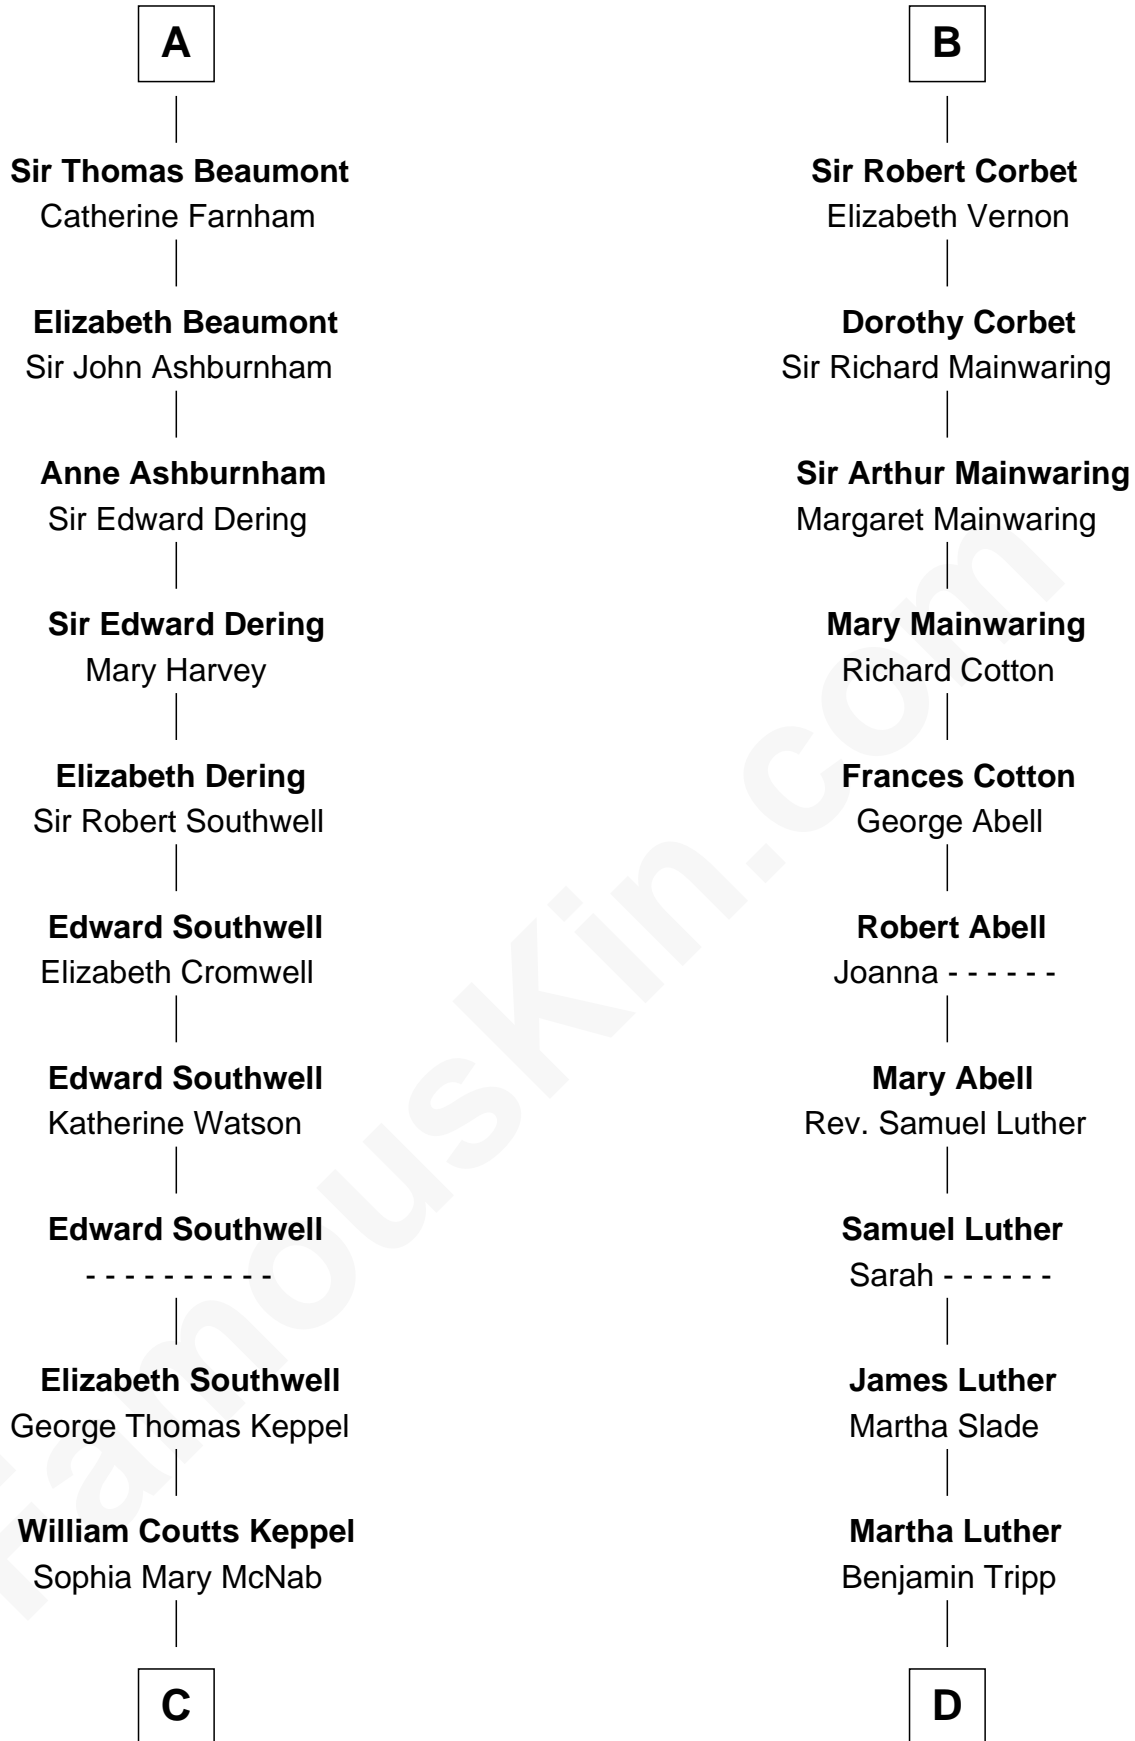 A
Sir Thomas Beaumont
Catherine Farnham
Elizabeth Beaumont
Sir John Ashburnham
Anne Ashburnham
Sir Edward Dering
Sir Edward Dering
Mary Harvey
Elizabeth Dering
Sir Robert Southwell
Edward Southwell
Elizabeth Cromwell
Edward Southwell
Katherine Watson
Edward Southwell
- - - - - - - - - -
Elizabeth Southwell
George Thomas Keppel
William Coutts Keppel
Sophia Mary McNab
C
B
Sir Robert Corbet
Elizabeth Vernon
Dorothy Corbet
Sir Richard Mainwaring
Sir Arthur Mainwaring
Margaret Mainwaring
Mary Mainwaring
Richard Cotton
Frances Cotton
George Abell
Robert Abell
Joanna - - - - - -
Mary Abell
Rev. Samuel Luther
Samuel Luther
Sarah - - - - - -
James Luther
Martha Slade
Martha Luther
Benjamin Tripp
D
FamousKin.com